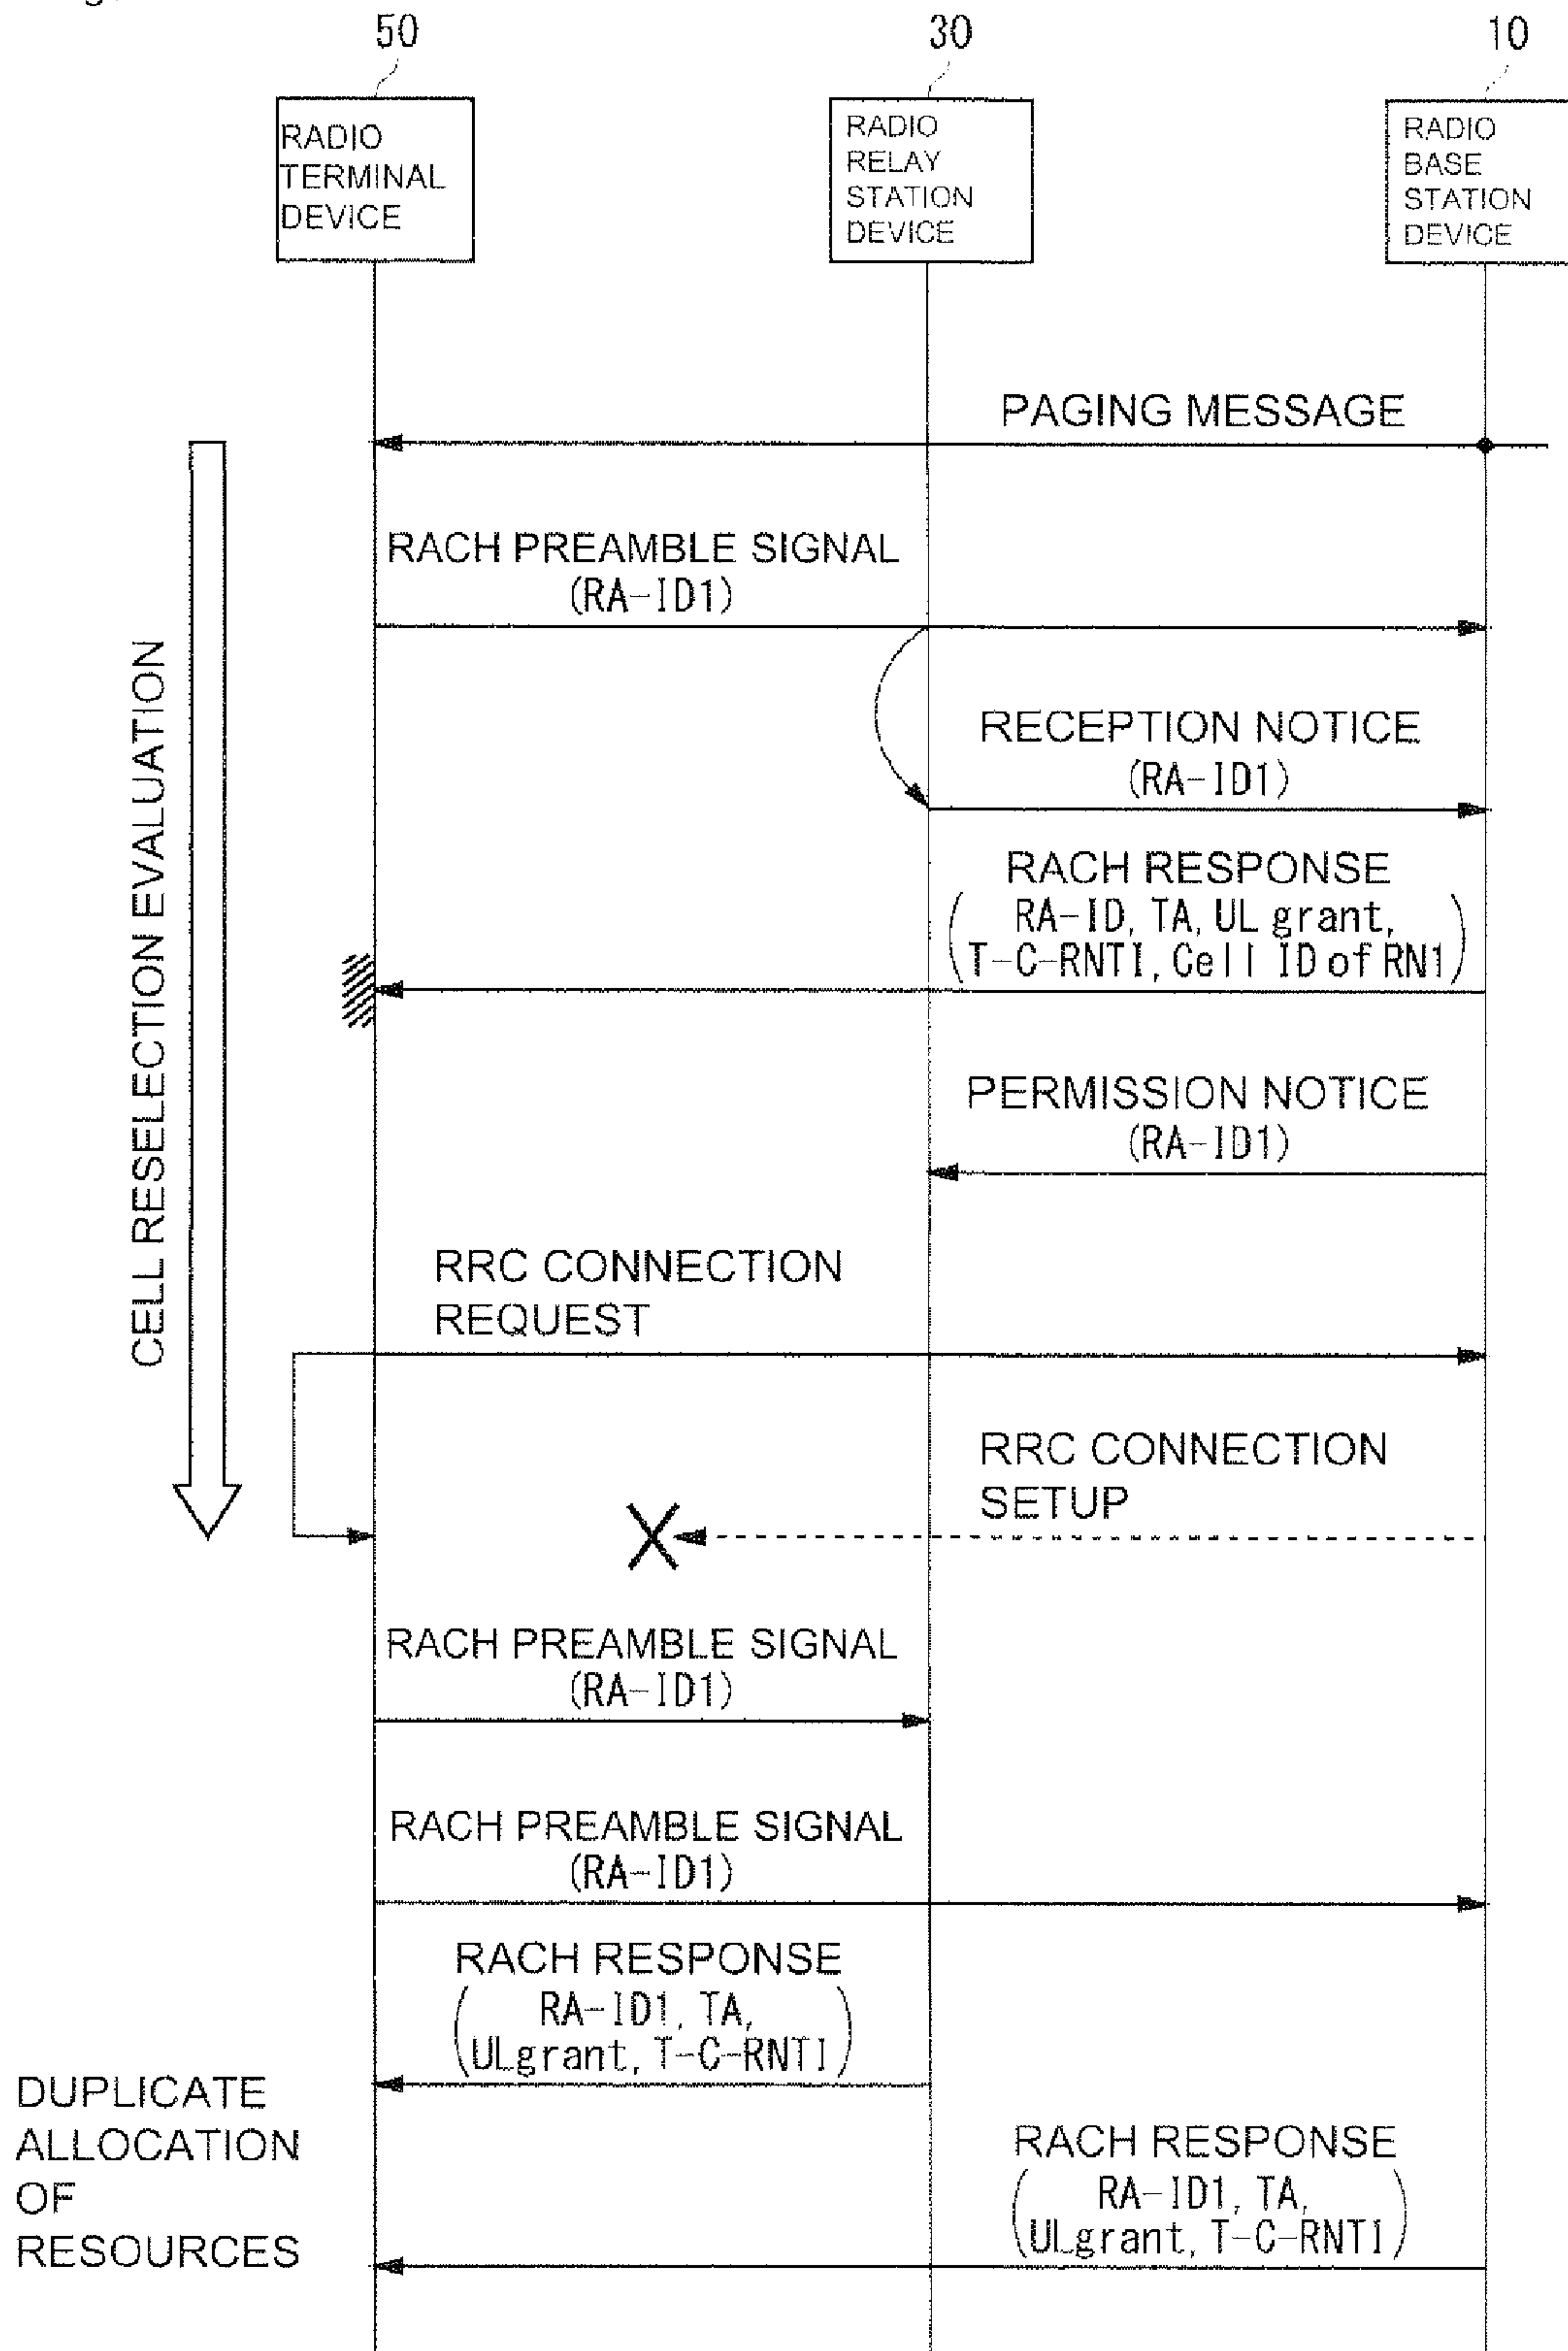 50
30
10
RADIO
TERMINAL
DEVICE
RADIO
RELAY
STATION
DEVICE
RADIO
BASE
STATION
DEVICE
PAGING MESSAGE
RACH PREAMBLE SIGNAL
(RA-ID1)
CELL RESELECTION EVALUATION
RECEPTION NOTICE
(RA-ID1)
RACH RESPONSE
(RA-ID, TA, UL grant,
T-C-RNTI, Cell ID of RN1)
PERMISSION NOTICE
(RA-ID1)
RRC CONNECTION
REQUEST
RRC CONNECTION
SETUP
RACH PREAMBLE SIGNAL
(RA-ID1)
RACH PREAMBLE SIGNAL
(RA-ID1)
RACH RESPONSE
(RA-ID1, TA,
ULgrant, T-C-RNTI)
DUPLICATE
ALLOCATION
OF
RESOURCES
RACH RESPONSE
(RA-ID1, TA,
ULgrant, T-C-RNTI)